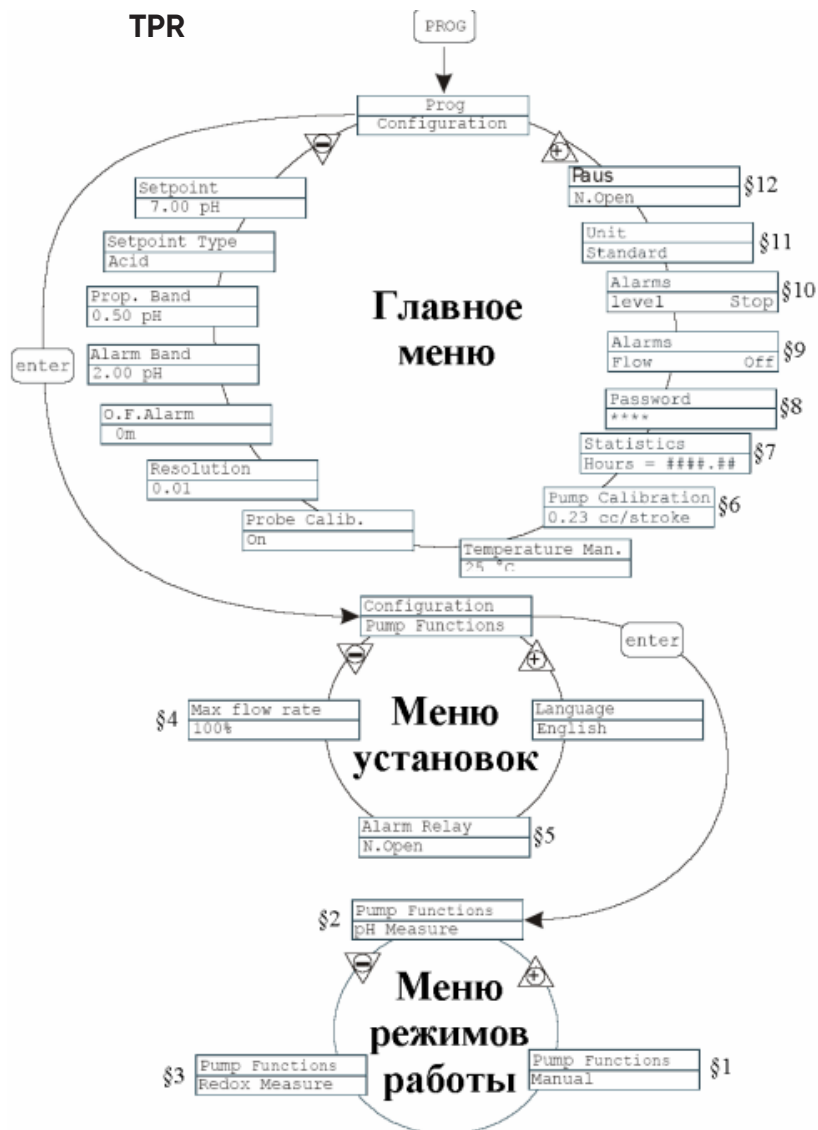 TPR
PROG
Prog
Configuration
Setpoint
7.00 pH
Setpoint Type
Acid
Prop. Band
0.50 pH
Alarm Band
2.00 pH
O.F.Alarm
0m
Resolution
0.01
Probe Calib.
On
Temperature Man.
25 °C
Paus
N.Open
§12
Unit
Standard
§11
Alarms
level Stop
§10
Alarms
Flow Off
§9
Password
****
§8
Statistics
Hours = ####.##
§7
Pump Calibration
0.23 cc/stroke
§6
Главное
меню
enter
Configuration
Pump Functions
enter
§4
Max flow rate
100%
Language
English
Меню
установок
Alarm Relay
N.Open
§5
§2
Pump Functions
pH Measure
Меню
режимов
работы
§3
Pump Functions
Redox Measure
Pump Functions
Manual
§1